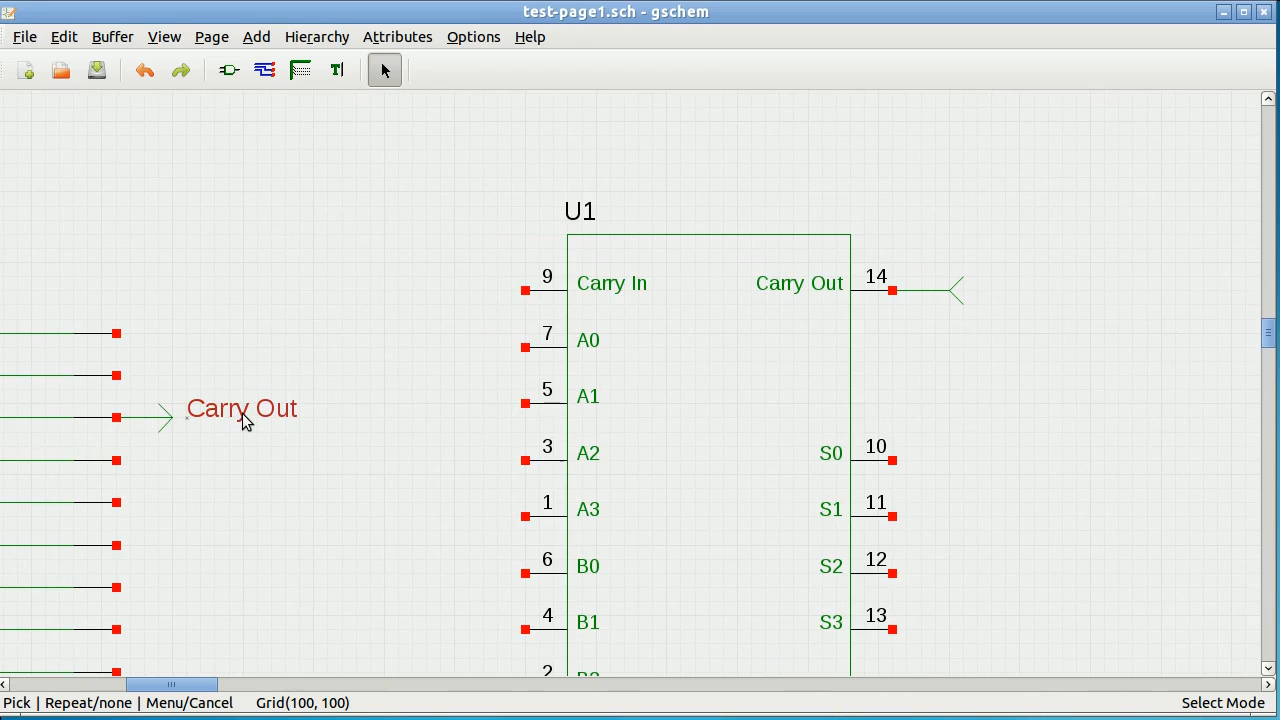 test-page1.sch - gschem
File Edit Buffer View Page Add Hierarchy Attributes Options Help
U1
9 Carry In Carry Out 14
7 A0
Carry Out
5 A1
3 A2 S0 10
1 A3 S1 11
6 B0 S2 12
4 B1 S3 13
2
Pick | Repeat/none | Menu/Cancel Grid(100, 100) Select Mode